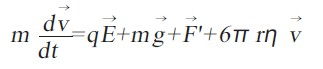 m dv⃗/dt=qE⃗+mg⃗+F⃗'+6π rη v⃗